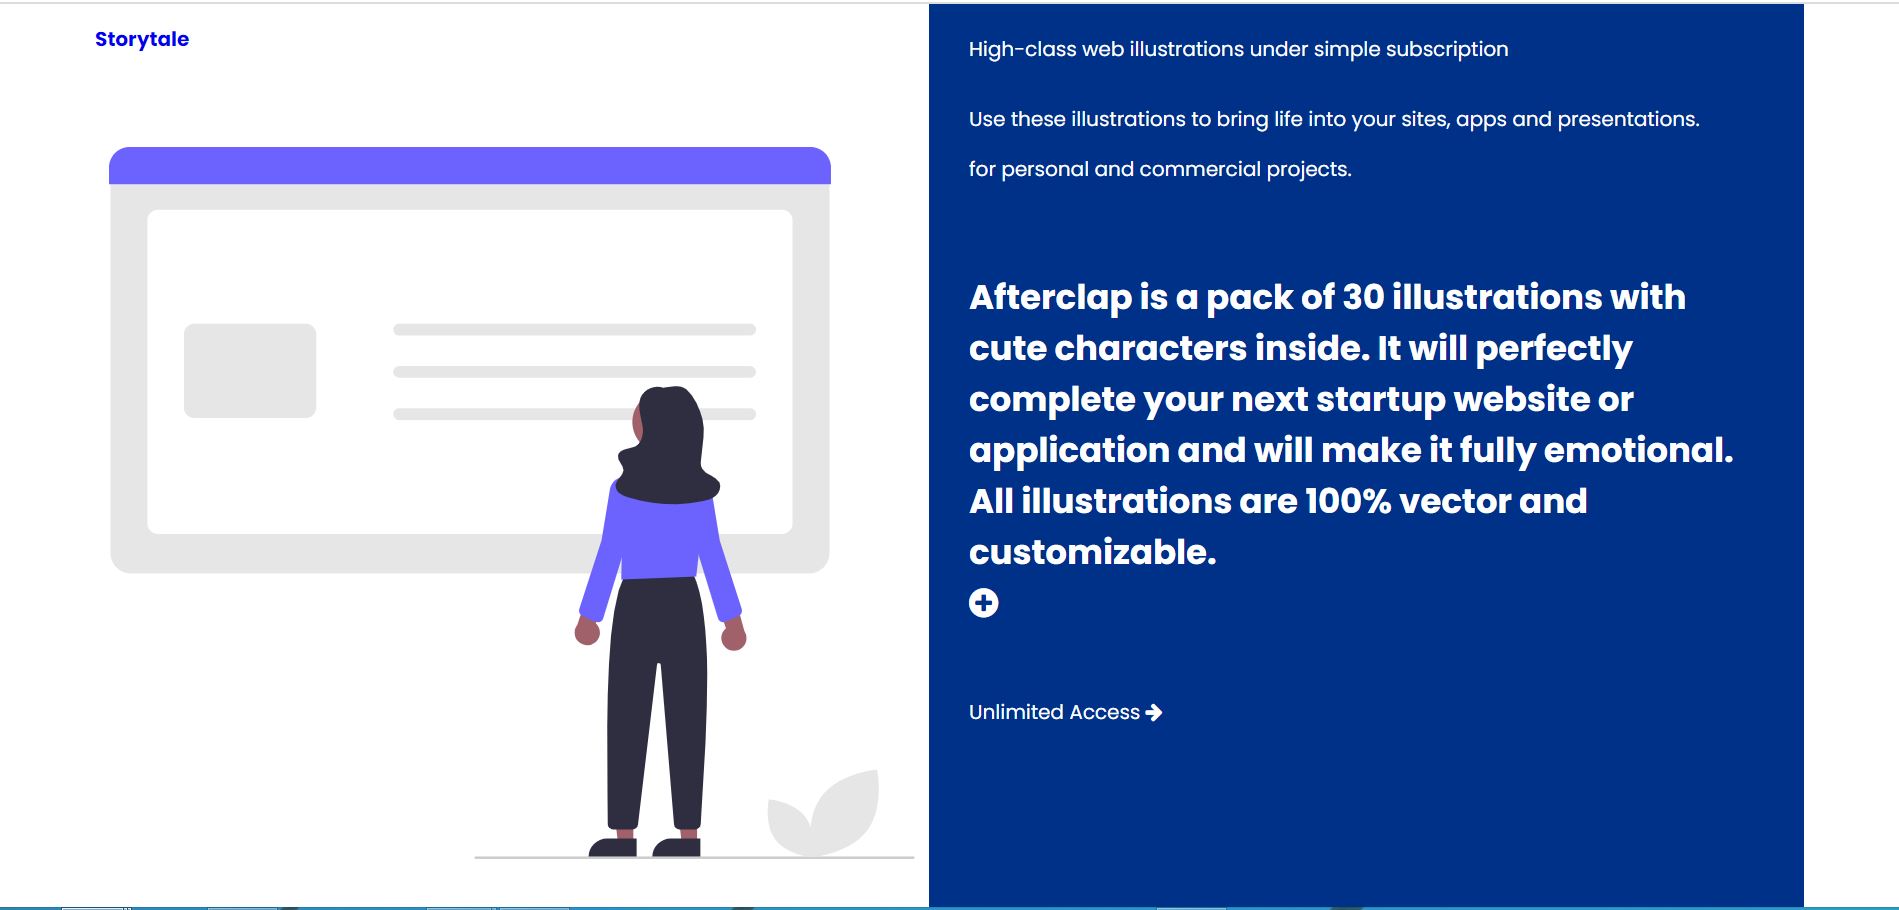 Storytale
High-class web illustrations under simple subscription
Use these illustrations to bring life into your sites, apps and presentations.
for personal and commercial projects.
Afterclap is a pack of 30 illustrations with
cute characters inside. It will perfectly
complete your next startup website or
application and will make it fully emotional.
All illustrations are 100% vector and
customizable.
Unlimited Access